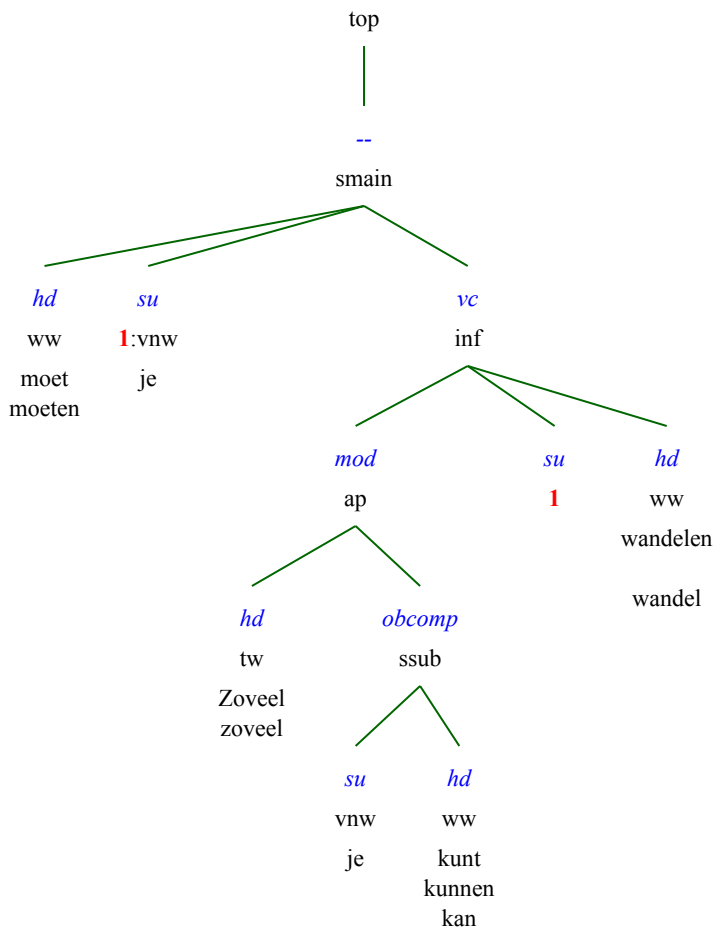 top
--
smain
hd su vc
ww 1:vnw inf
moet je
moeten
mod su hd
ap 1 ww
wandelen
wandel
hd obcomp
tw ssub
Zoveel
zoveel
su hd
vnw ww
je kunt
kunnen
kan